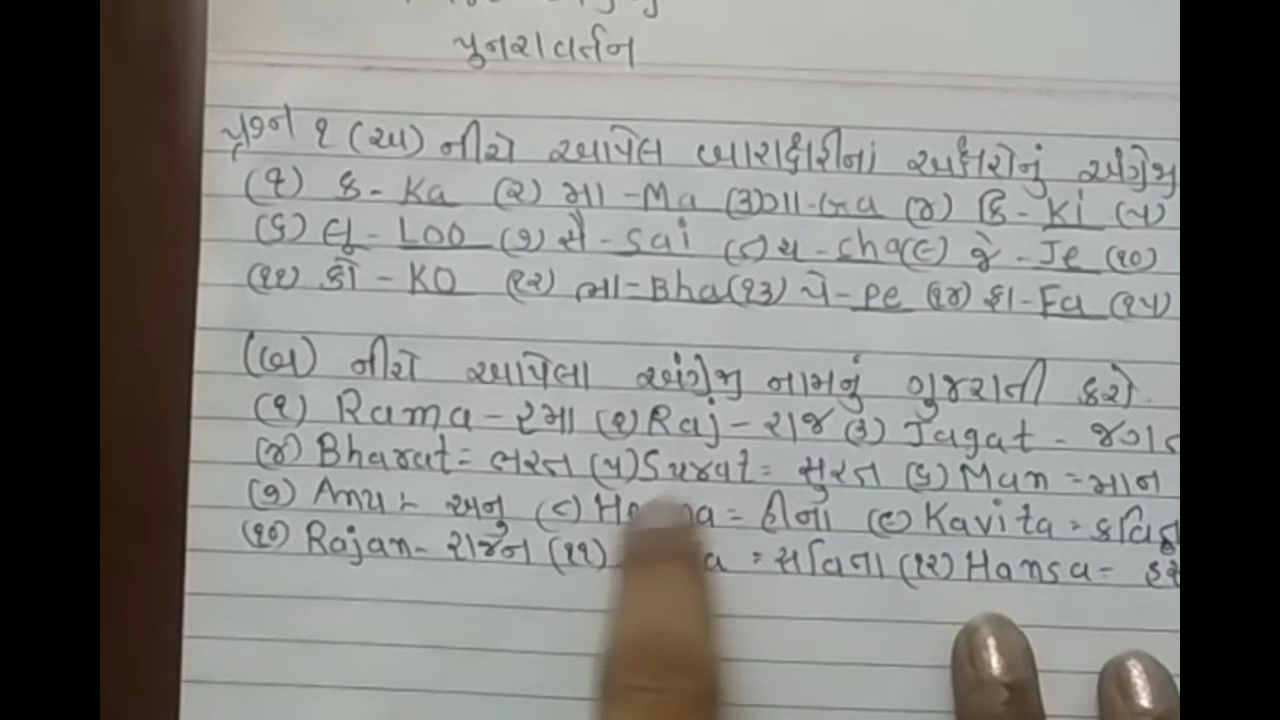 પુનરાવર્તન
પ્રશ્ન ૧ (અ) નીચે આપેલ બારાક્ષરીનાં અક્ષરોનું અંગ્રેજી
(૧) ક - Ka (૨) મા - Ma (૩) ગા - Ga (૪) કિ - Ki (૫)
(૬) લુ - LOO (૭) સૈ - Sai (૮) ચ - cha (૯) જે - Je (૧૦)
(૧૧) કો - KO (૧૨) ભા - Bha (૧૩) પે - pe (૧૪) ફા - Fa (૧૫)
(બ) નીચે આપેલા અંગ્રેજી નામનું ગુજરાતી કરો.
(૧) Rama - રમા (૨) Raj - રાજ (૩) Jagat -
(૪) Bharat = ભરત (૫) Surat = સુરત (૬) Man = માન
(૭) Anu :- અનુ (૮) = હીના (૯) Kavita =
(૧૦) Rajan - રાજન (૧૧) = સવિતા (૧૨) Hansa -